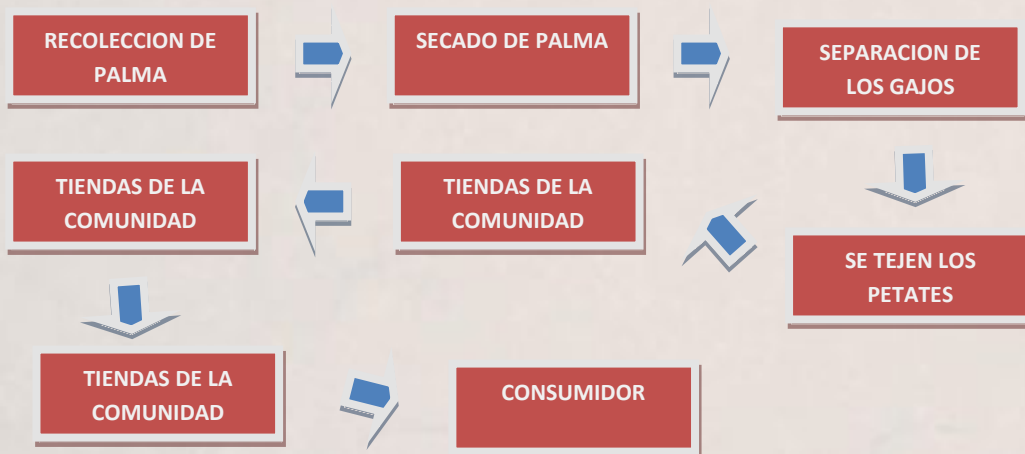 RECOLECCION DE
PALMA
SECADO DE PALMA
SEPARACION DE
LOS GAJOS
SE TEJEN LOS
PETATES
TIENDAS DE LA
COMUNIDAD
TIENDAS DE LA
COMUNIDAD
TIENDAS DE LA
COMUNIDAD
CONSUMIDOR